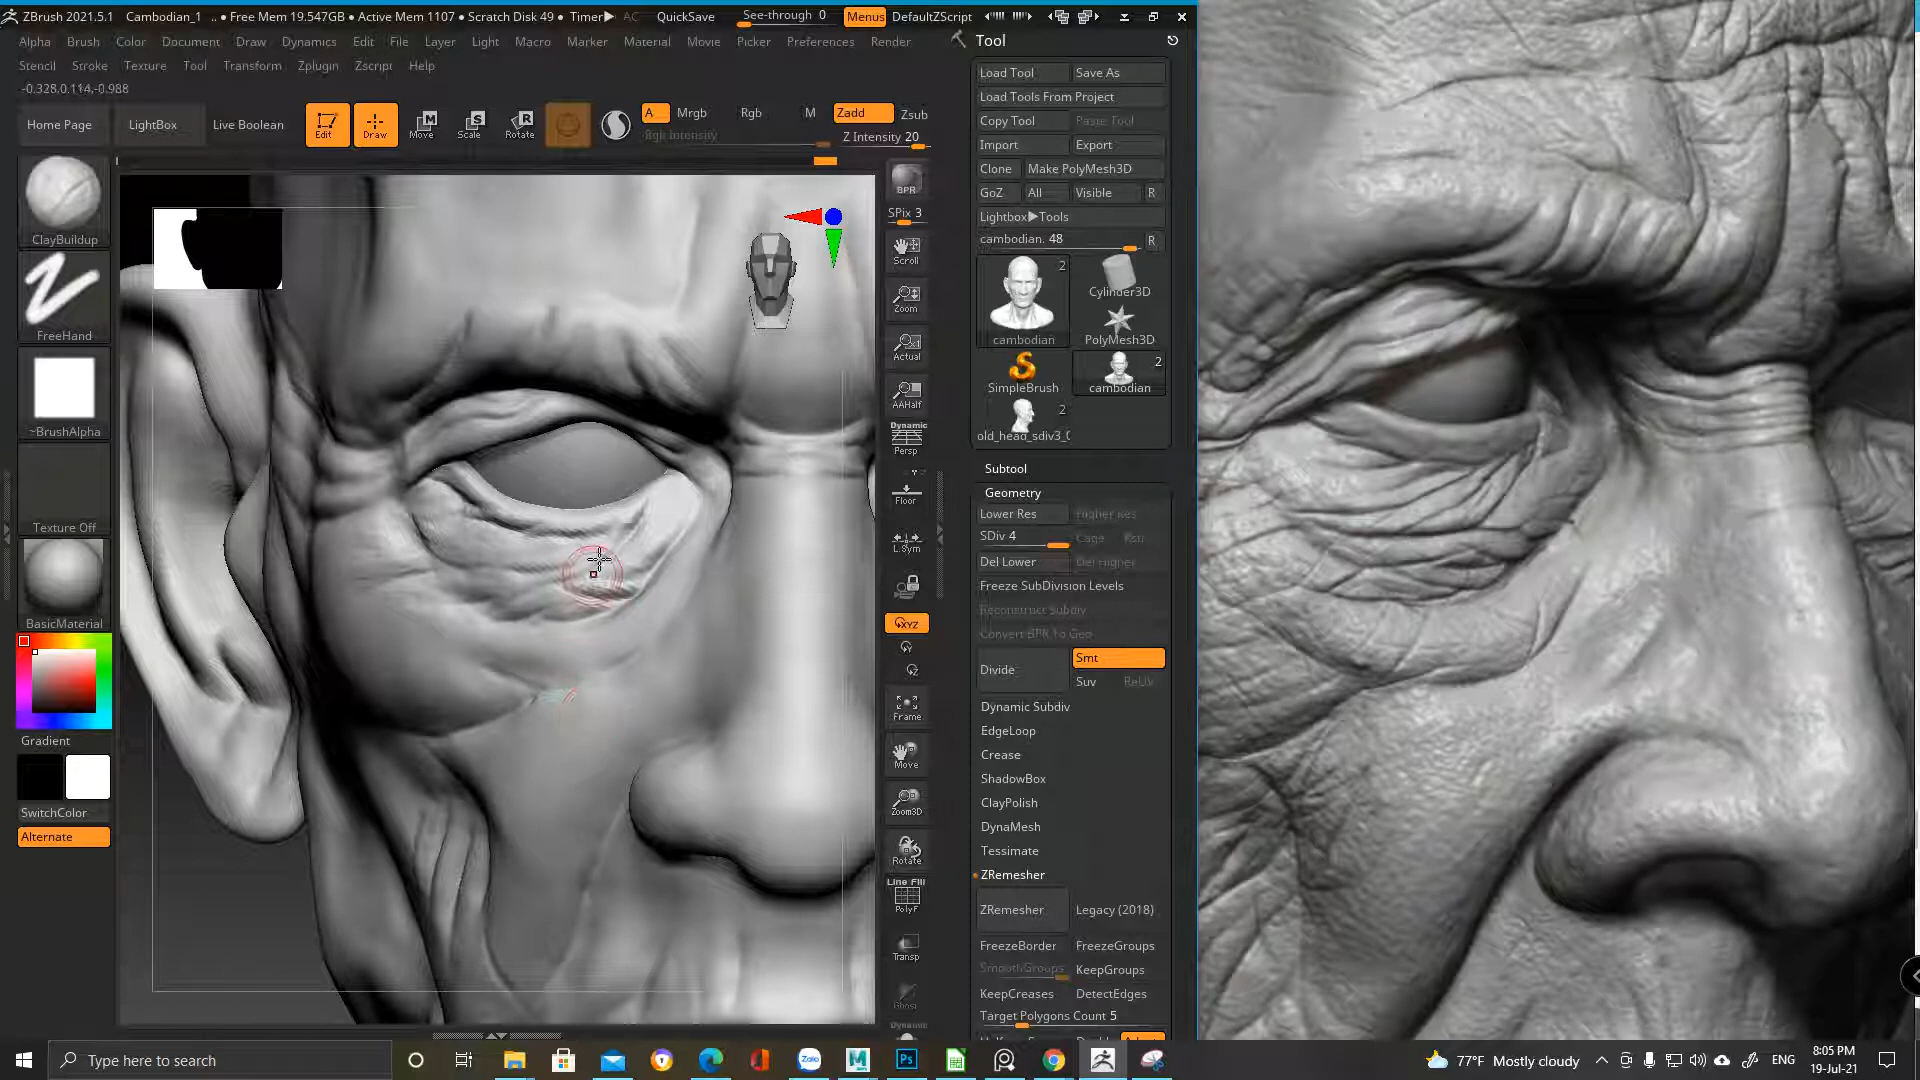 ZBrush 2021.5.1 Cambodian_1 .. ● Free Mem 19.547GB ● Active Mem 1107 ● Scratch Disk 49 ● Timer▶ AC QuickSave See-through 0 Menus DefaultZScript
Alpha Brush Color Document Draw Dynamics Edit File Layer Light Macro Marker Material Movie Picker Preferences Render
Stencil Stroke Texture Tool Transform Zplugin Zscript Help
-0.328,0.114,-0.988
Home Page LightBox Live Boolean Edit Draw Move Scale Rotate A Mrgb Rgb M Zadd Zsub
Rgb Intensity Z Intensity 20
ClayBuildup
FreeHand
~BrushAlpha
Texture Off
BasicMaterial
Gradient
SwitchColor
Alternate
BPR
SPix 3
Scroll
Zoom
Actual
AAHalf
Dynamic
Persp
Floor
L.Sym
XYZ
Frame
Move
Zoom3D
Rotate
Line Fill
PolyF
Transp
Ghost
Dynamic
Tool
Load Tool Save As
Load Tools From Project
Copy Tool Paste Tool
Import Export
Clone Make PolyMesh3D
GoZ All Visible R
Lightbox▶Tools
cambodian. 48 R
2
Cylinder3D
cambodian PolyMesh3D
2
SimpleBrush cambodian
2
old_head_sdiv3_0
Subtool
Geometry
Lower Res Higher Res
SDiv 4 Cage Rstr
Del Lower Del Higher
Freeze SubDivision Levels
Reconstruct Subdiv
Convert BPR To Geo
Divide Smt
Suv ReUV
Dynamic Subdiv
EdgeLoop
Crease
ShadowBox
ClayPolish
DynaMesh
Tessimate
ZRemesher
ZRemesher Legacy (2018)
FreezeBorder FreezeGroups
SmoothGroups KeepGroups
KeepCreases DetectEdges
Target Polygons Count 5
Type here to search
Zalo
Ps
77°F Mostly cloudy
ENG
8:05 PM
19-Jul-21